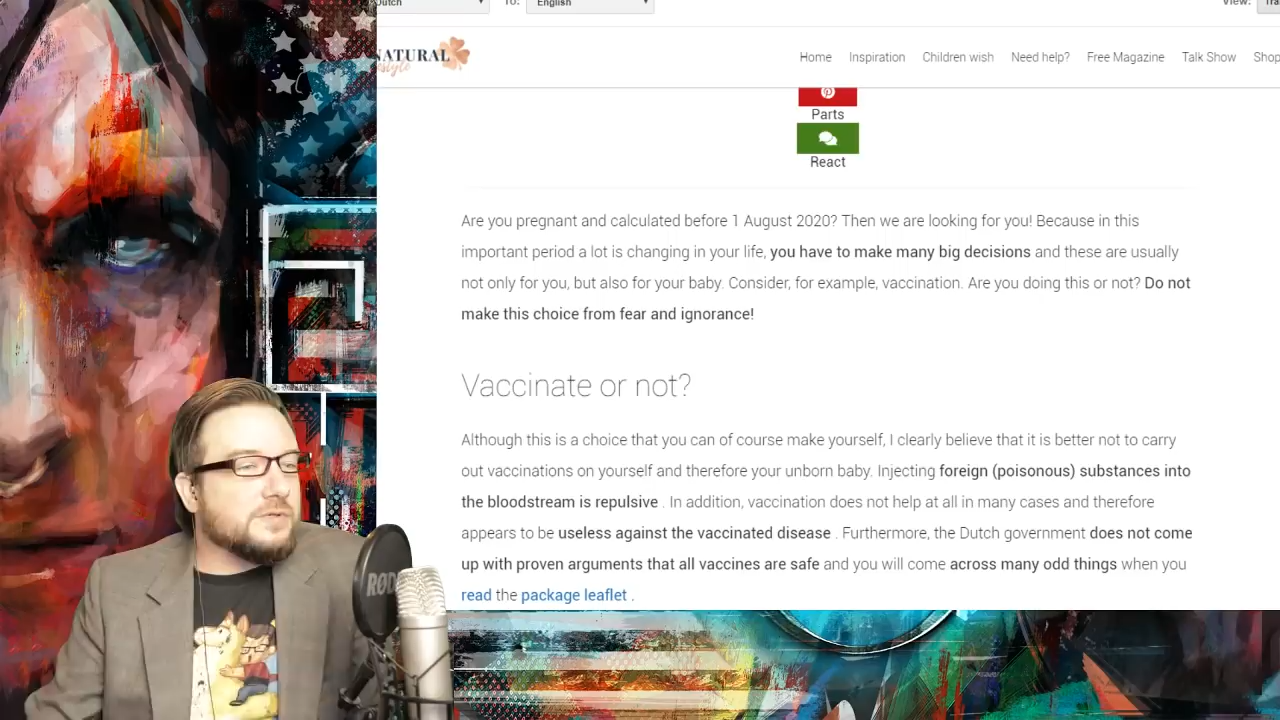 Dutch
To:
English
View:
NATURAL
Home Inspiration Children wish Need help? Free Magazine Talk Show Shop
Parts
React
Are you pregnant and calculated before 1 August 2020? Then we are looking for you! Because in this
important period a lot is changing in your life, you have to make many big decisions and these are usually
not only for you, but also for your baby. Consider, for example, vaccination. Are you doing this or not? Do not
make this choice from fear and ignorance!
Vaccinate or not?
Although this is a choice that you can of course make yourself, I clearly believe that it is better not to carry
out vaccinations on yourself and therefore your unborn baby. Injecting foreign (poisonous) substances into
the bloodstream is repulsive . In addition, vaccination does not help at all in many cases and therefore
appears to be useless against the vaccinated disease . Furthermore, the Dutch government does not come
up with proven arguments that all vaccines are safe and you will come across many odd things when you
read the package leaflet .
RØDE